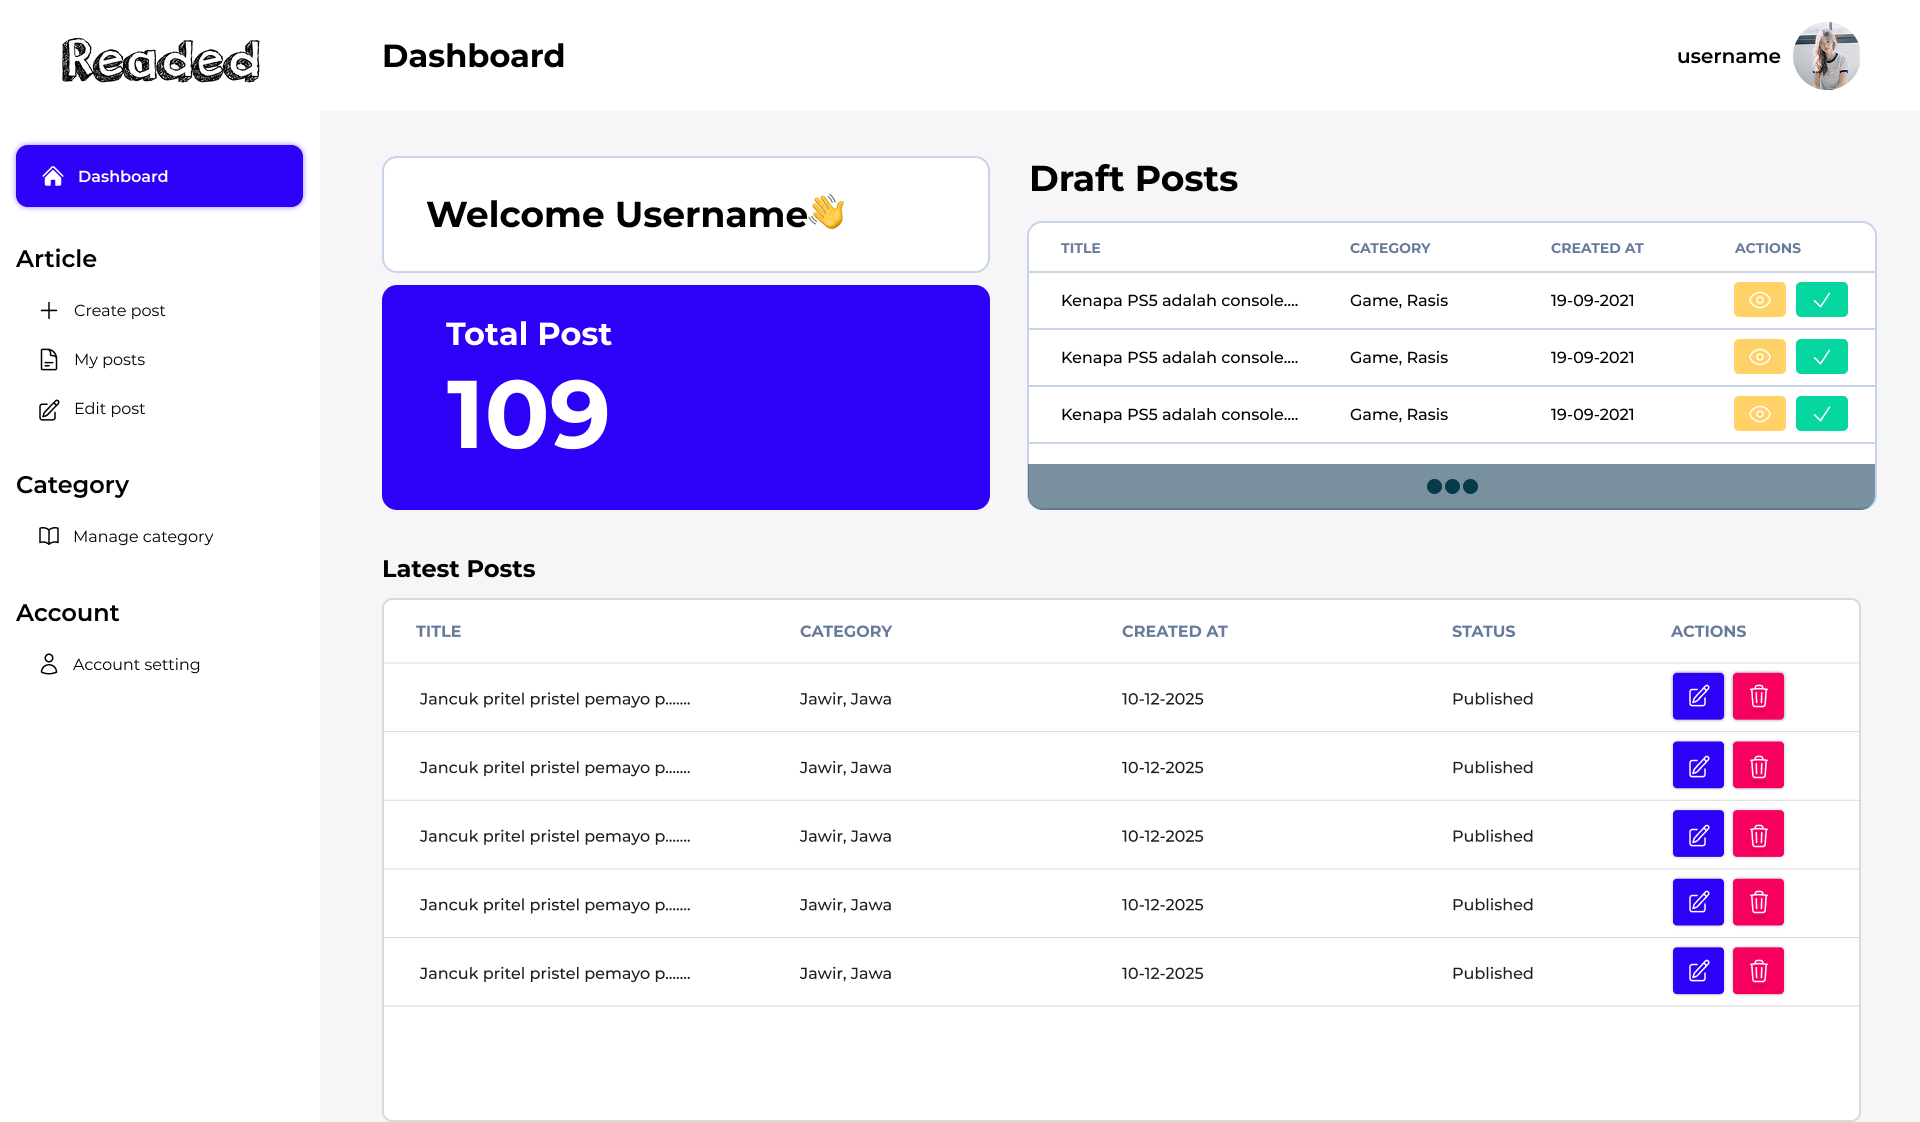 Readed
Dashboard
username
Dashboard
Article
Create post
My posts
Edit post
Category
Manage category
Account
Account setting
Welcome Username👋
Total Post
109
Draft Posts
TITLE CATEGORY CREATED AT ACTIONS
Kenapa PS5 adalah console.... Game, Rasis 19-09-2021
Kenapa PS5 adalah console.... Game, Rasis 19-09-2021
Kenapa PS5 adalah console.... Game, Rasis 19-09-2021
Latest Posts
TITLE CATEGORY CREATED AT STATUS ACTIONS
Jancuk pritel pristel pemayo p....... Jawir, Jawa 10-12-2025 Published
Jancuk pritel pristel pemayo p....... Jawir, Jawa 10-12-2025 Published
Jancuk pritel pristel pemayo p....... Jawir, Jawa 10-12-2025 Published
Jancuk pritel pristel pemayo p....... Jawir, Jawa 10-12-2025 Published
Jancuk pritel pristel pemayo p....... Jawir, Jawa 10-12-2025 Published